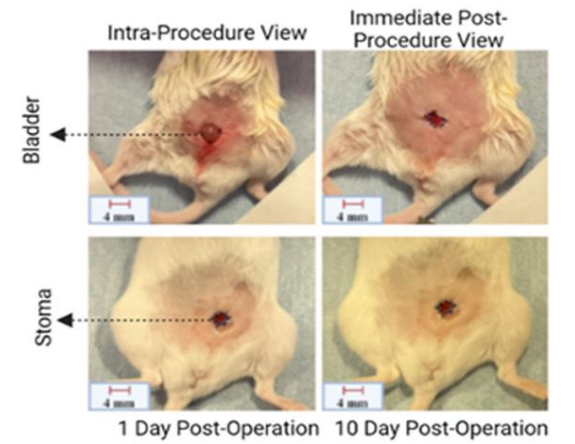 Intra-Procedure View
Immediate Post-
Procedure View
Bladder
4 mm
4 mm
Stoma
4 mm
4 mm
1 Day Post-Operation
10 Day Post-Operation